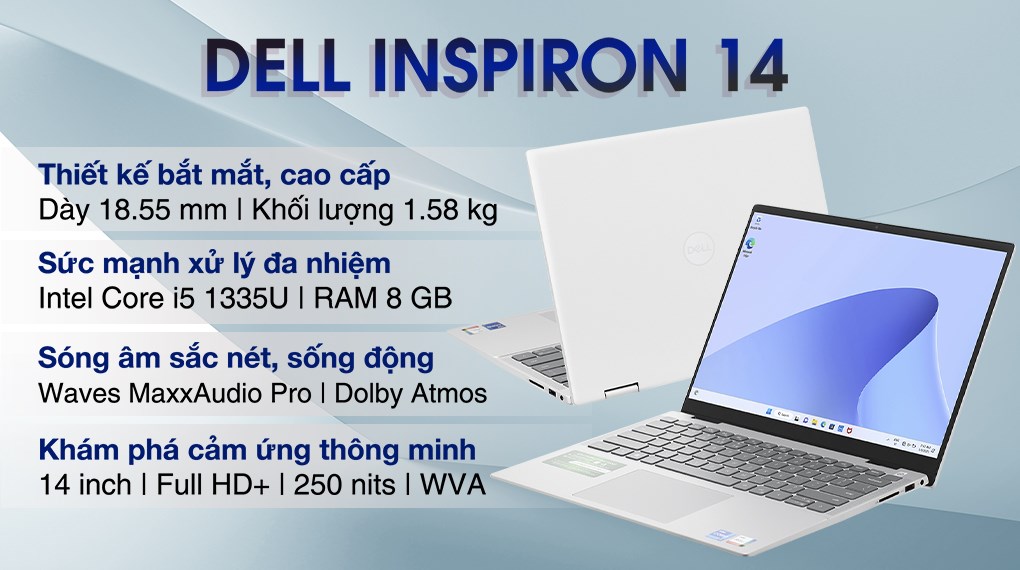 DELL INSPIRON 14
Thiết kế bắt mắt, cao cấp
Dày 18.55 mm | Khối lượng 1.58 kg
Sức mạnh xử lý đa nhiệm
Intel Core i5 1335U | RAM 8 GB
Sóng âm sắc nét, sống động
Waves MaxxAudio Pro | Dolby Atmos
Khám phá cảm ứng thông minh
14 inch | Full HD+ | 250 nits | WVA
DELL